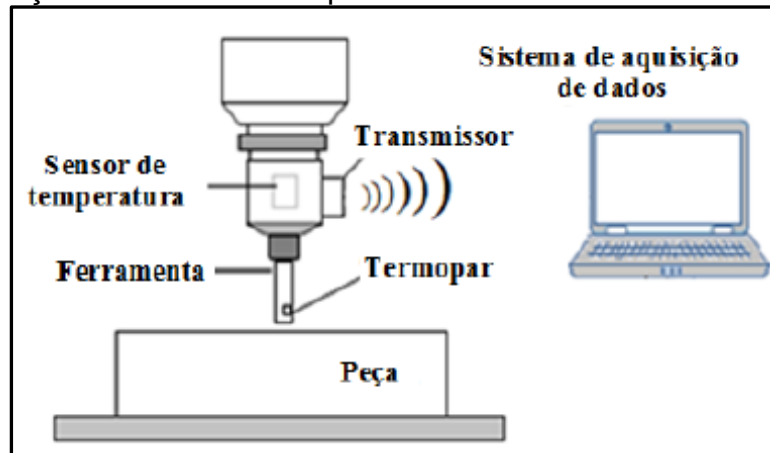 Sistema de aquisição
de dados
Transmissor
Sensor de
temperatura
Ferramenta
Termopar
Peça